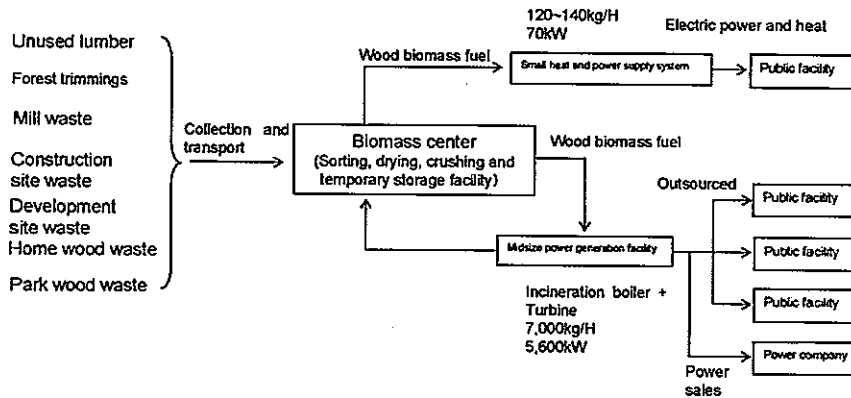 Unused lumber
Forest trimmings
Mill waste
Construction
site waste
Development
site waste
Home wood waste
Park wood waste
Collection and
transport
Biomass center
(Sorting, drying, crushing and
temporary storage facility)
Wood biomass fuel
120~140kg/H
70kW
Small heat and power supply system
Electric power and heat
Public facility
Wood biomass fuel
Midsize power generation facility
Incineration boiler +
Turbine
7,000kg/H
5,600kW
Outsourced
Public facility
Public facility
Public facility
Power company
Power
sales